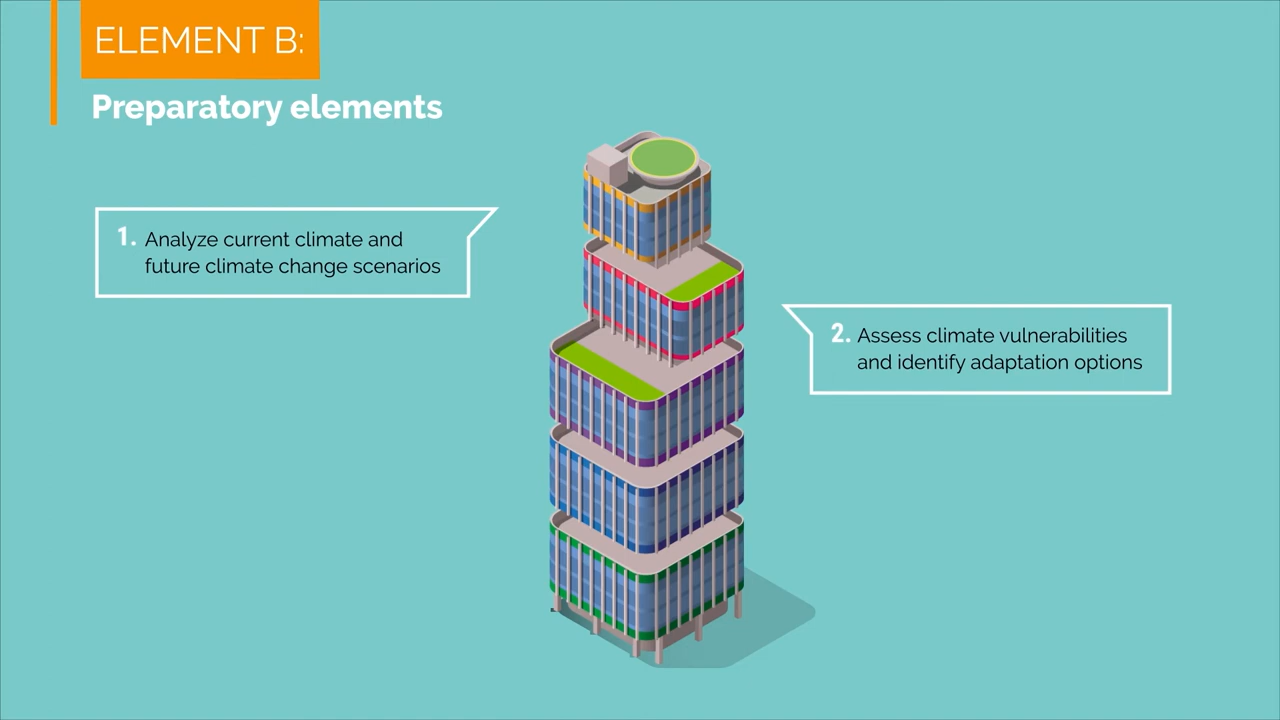 ELEMENT B:
Preparatory elements
1. Analyze current climate and
future climate change scenarios
2. Assess climate vulnerabilities
and identify adaptation options